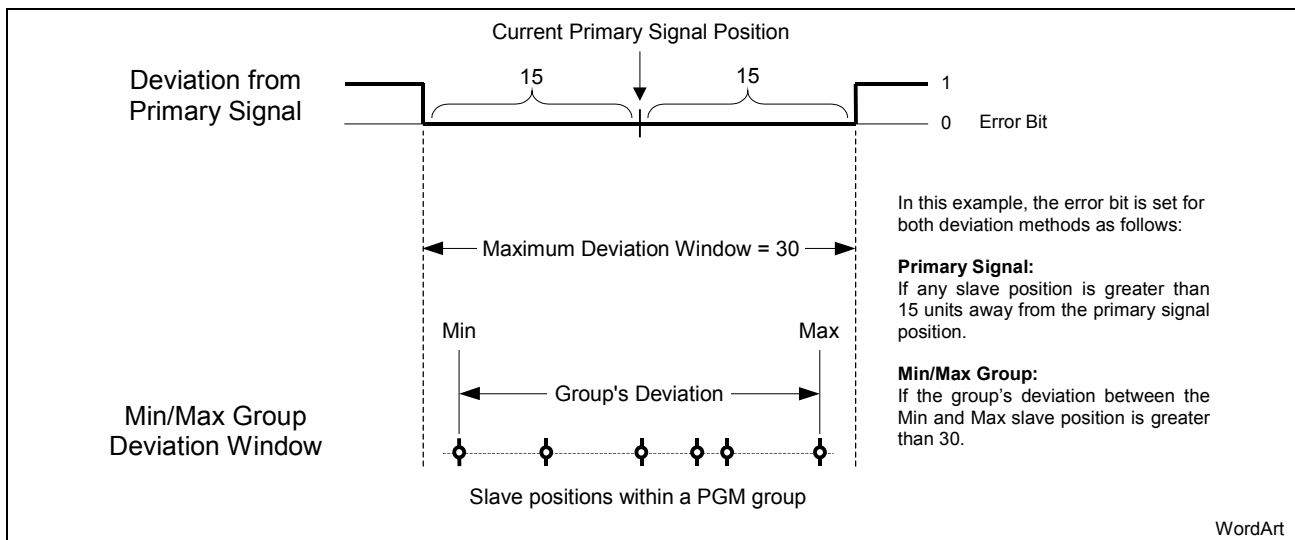 Current Primary Signal Position
Deviation from
Primary Signal
15
15
1
0
Error Bit
Maximum Deviation Window = 30
In this example, the error bit is set for
both deviation methods as follows:
Primary Signal:
If any slave position is greater than
15 units away from the primary signal
position.
Min/Max Group:
If the group's deviation between the
Min and Max slave position is greater
than 30.
Min
Max
Group's Deviation
Min/Max Group
Deviation Window
Slave positions within a PGM group
WordArt